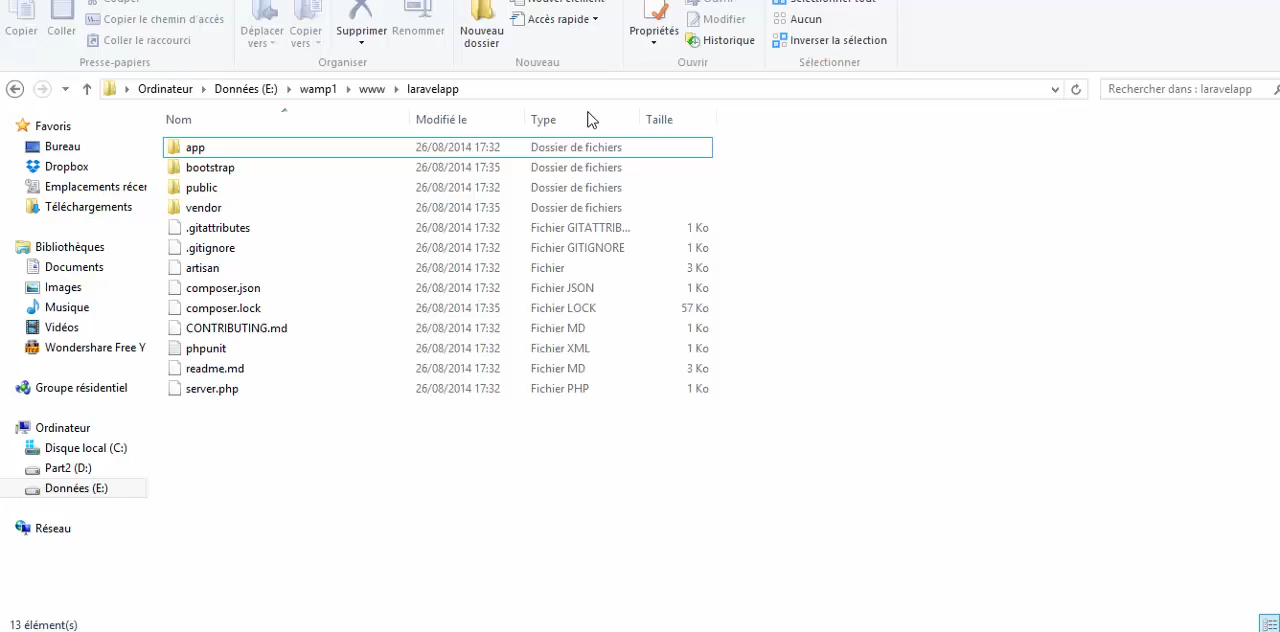 Couper
Copier le chemin d'accès
Coller le raccourci
Copier
Coller
Presse-papiers
Déplacer vers
Copier vers
Supprimer
Renommer
Organiser
Nouveau dossier
Accès rapide
Nouveau
Propriétés
Ouvrir
Modifier
Historique
Ouvrir
Sélectionner tout
Aucun
Inverser la sélection
Sélectionner
Ordinateur Données (E:) wamp1 www laravelapp
Rechercher dans : laravelapp
Nom Modifié le Type Taille
Favoris
Bureau
Dropbox
Emplacements récer
Téléchargements
Bibliothèques
Documents
Images
Musique
Vidéos
Wondershare Free Y
Groupe résidentiel
Ordinateur
Disque local (C:)
Part2 (D:)
Données (E:)
Réseau
app 26/08/2014 17:32 Dossier de fichiers
bootstrap 26/08/2014 17:35 Dossier de fichiers
public 26/08/2014 17:32 Dossier de fichiers
vendor 26/08/2014 17:35 Dossier de fichiers
.gitattributes 26/08/2014 17:32 Fichier GITATTRIB... 1 Ko
.gitignore 26/08/2014 17:32 Fichier GITIGNORE 1 Ko
artisan 26/08/2014 17:32 Fichier 3 Ko
composer.json 26/08/2014 17:32 Fichier JSON 1 Ko
composer.lock 26/08/2014 17:35 Fichier LOCK 57 Ko
CONTRIBUTING.md 26/08/2014 17:32 Fichier MD 1 Ko
phpunit 26/08/2014 17:32 Fichier XML 1 Ko
readme.md 26/08/2014 17:32 Fichier MD 3 Ko
server.php 26/08/2014 17:32 Fichier PHP 1 Ko
13 élément(s)